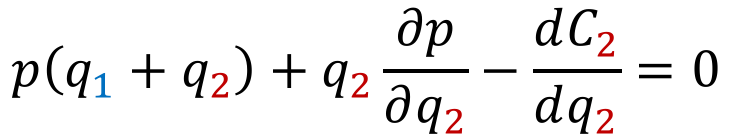 p(q₁ + q₂) + q₂ ∂p/∂q₂ − dC₂/dq₂ = 0